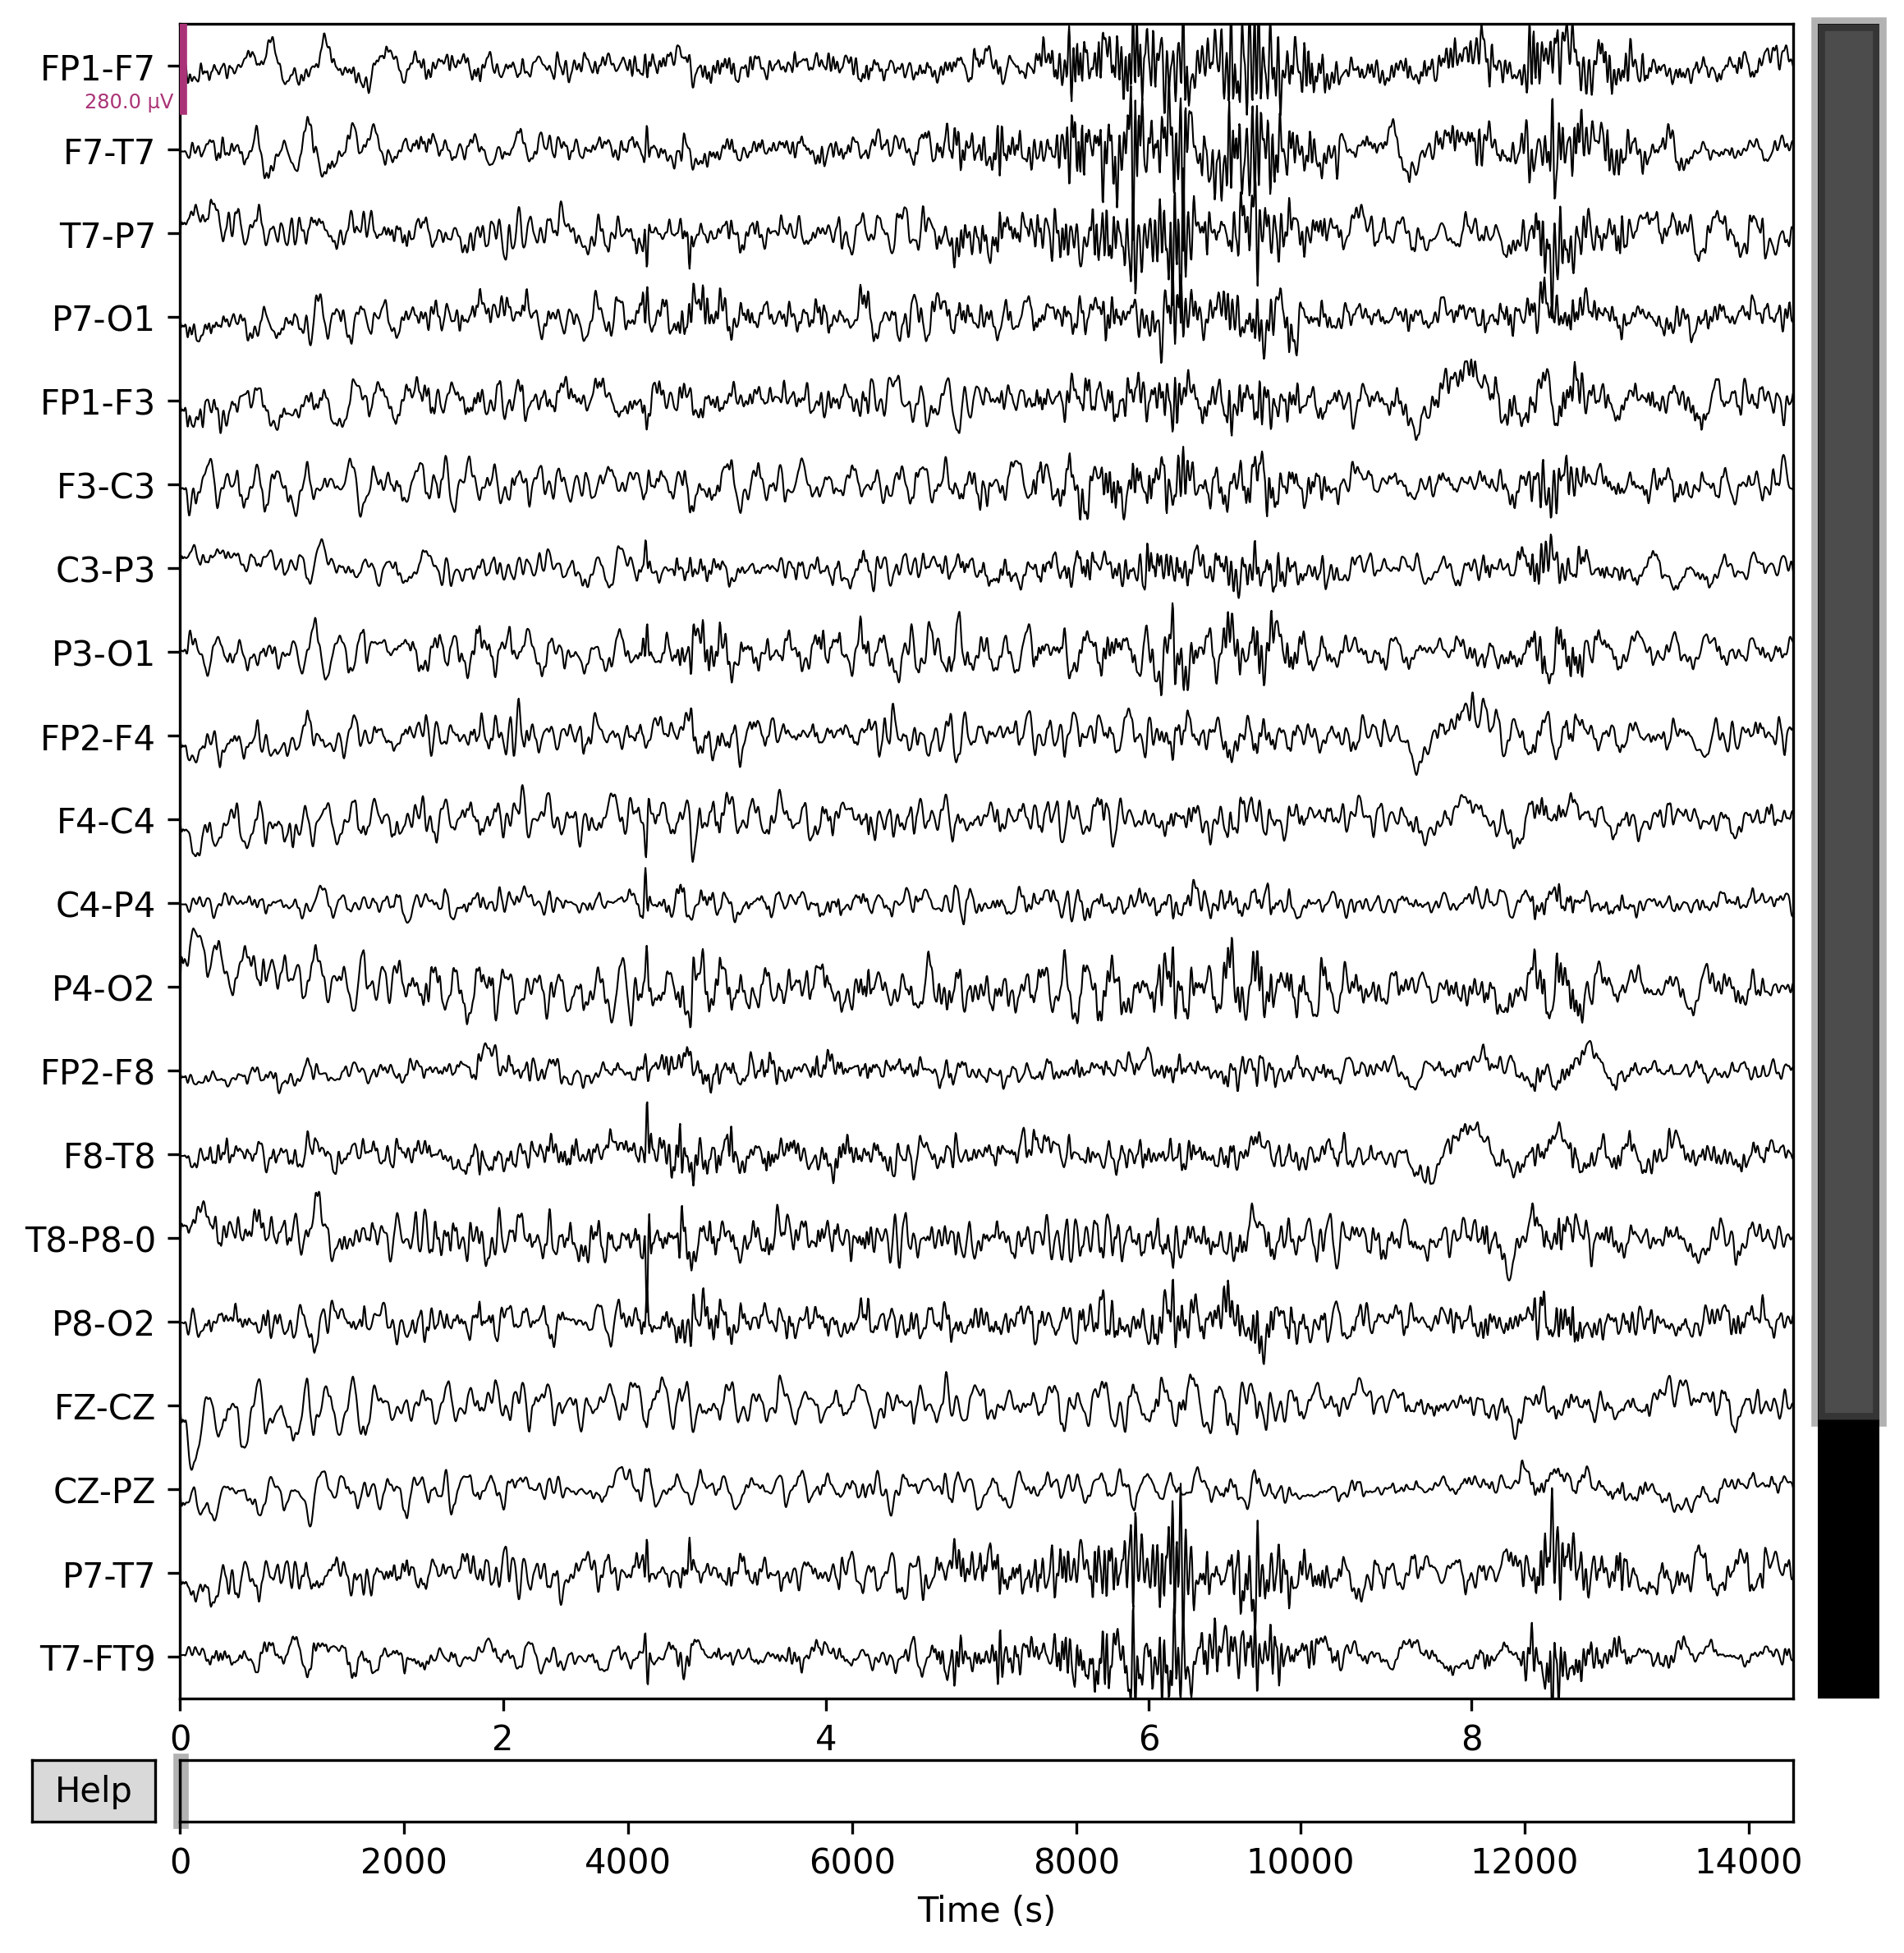 FP1-F7
280.0 µV
F7-T7
T7-P7
P7-O1
FP1-F3
F3-C3
C3-P3
P3-O1
FP2-F4
F4-C4
C4-P4
P4-O2
FP2-F8
F8-T8
T8-P8-0
P8-O2
FZ-CZ
CZ-PZ
P7-T7
T7-FT9
0 2 4 6 8
Help
0 2000 4000 6000 8000 10000 12000 14000
Time (s)